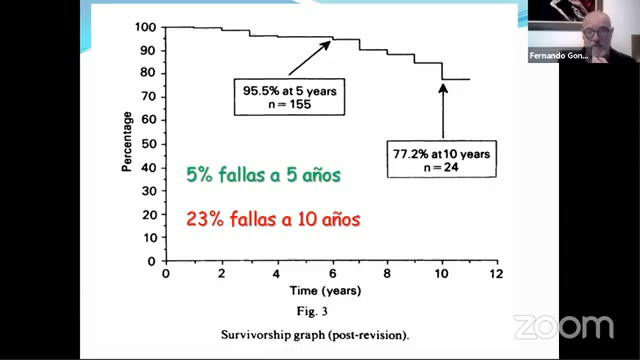 100
90
80
70
60
50
40
30
20
10
0
Percentage
95.5% at 5 years
n = 155
77.2% at 10 years
n = 24
5% fallas a 5 años
23% fallas a 10 años
0 2 4 6 8 10 12
Time (years)
Fig. 3
Survivorship graph (post-revision).
Fernando Gon...
zoom